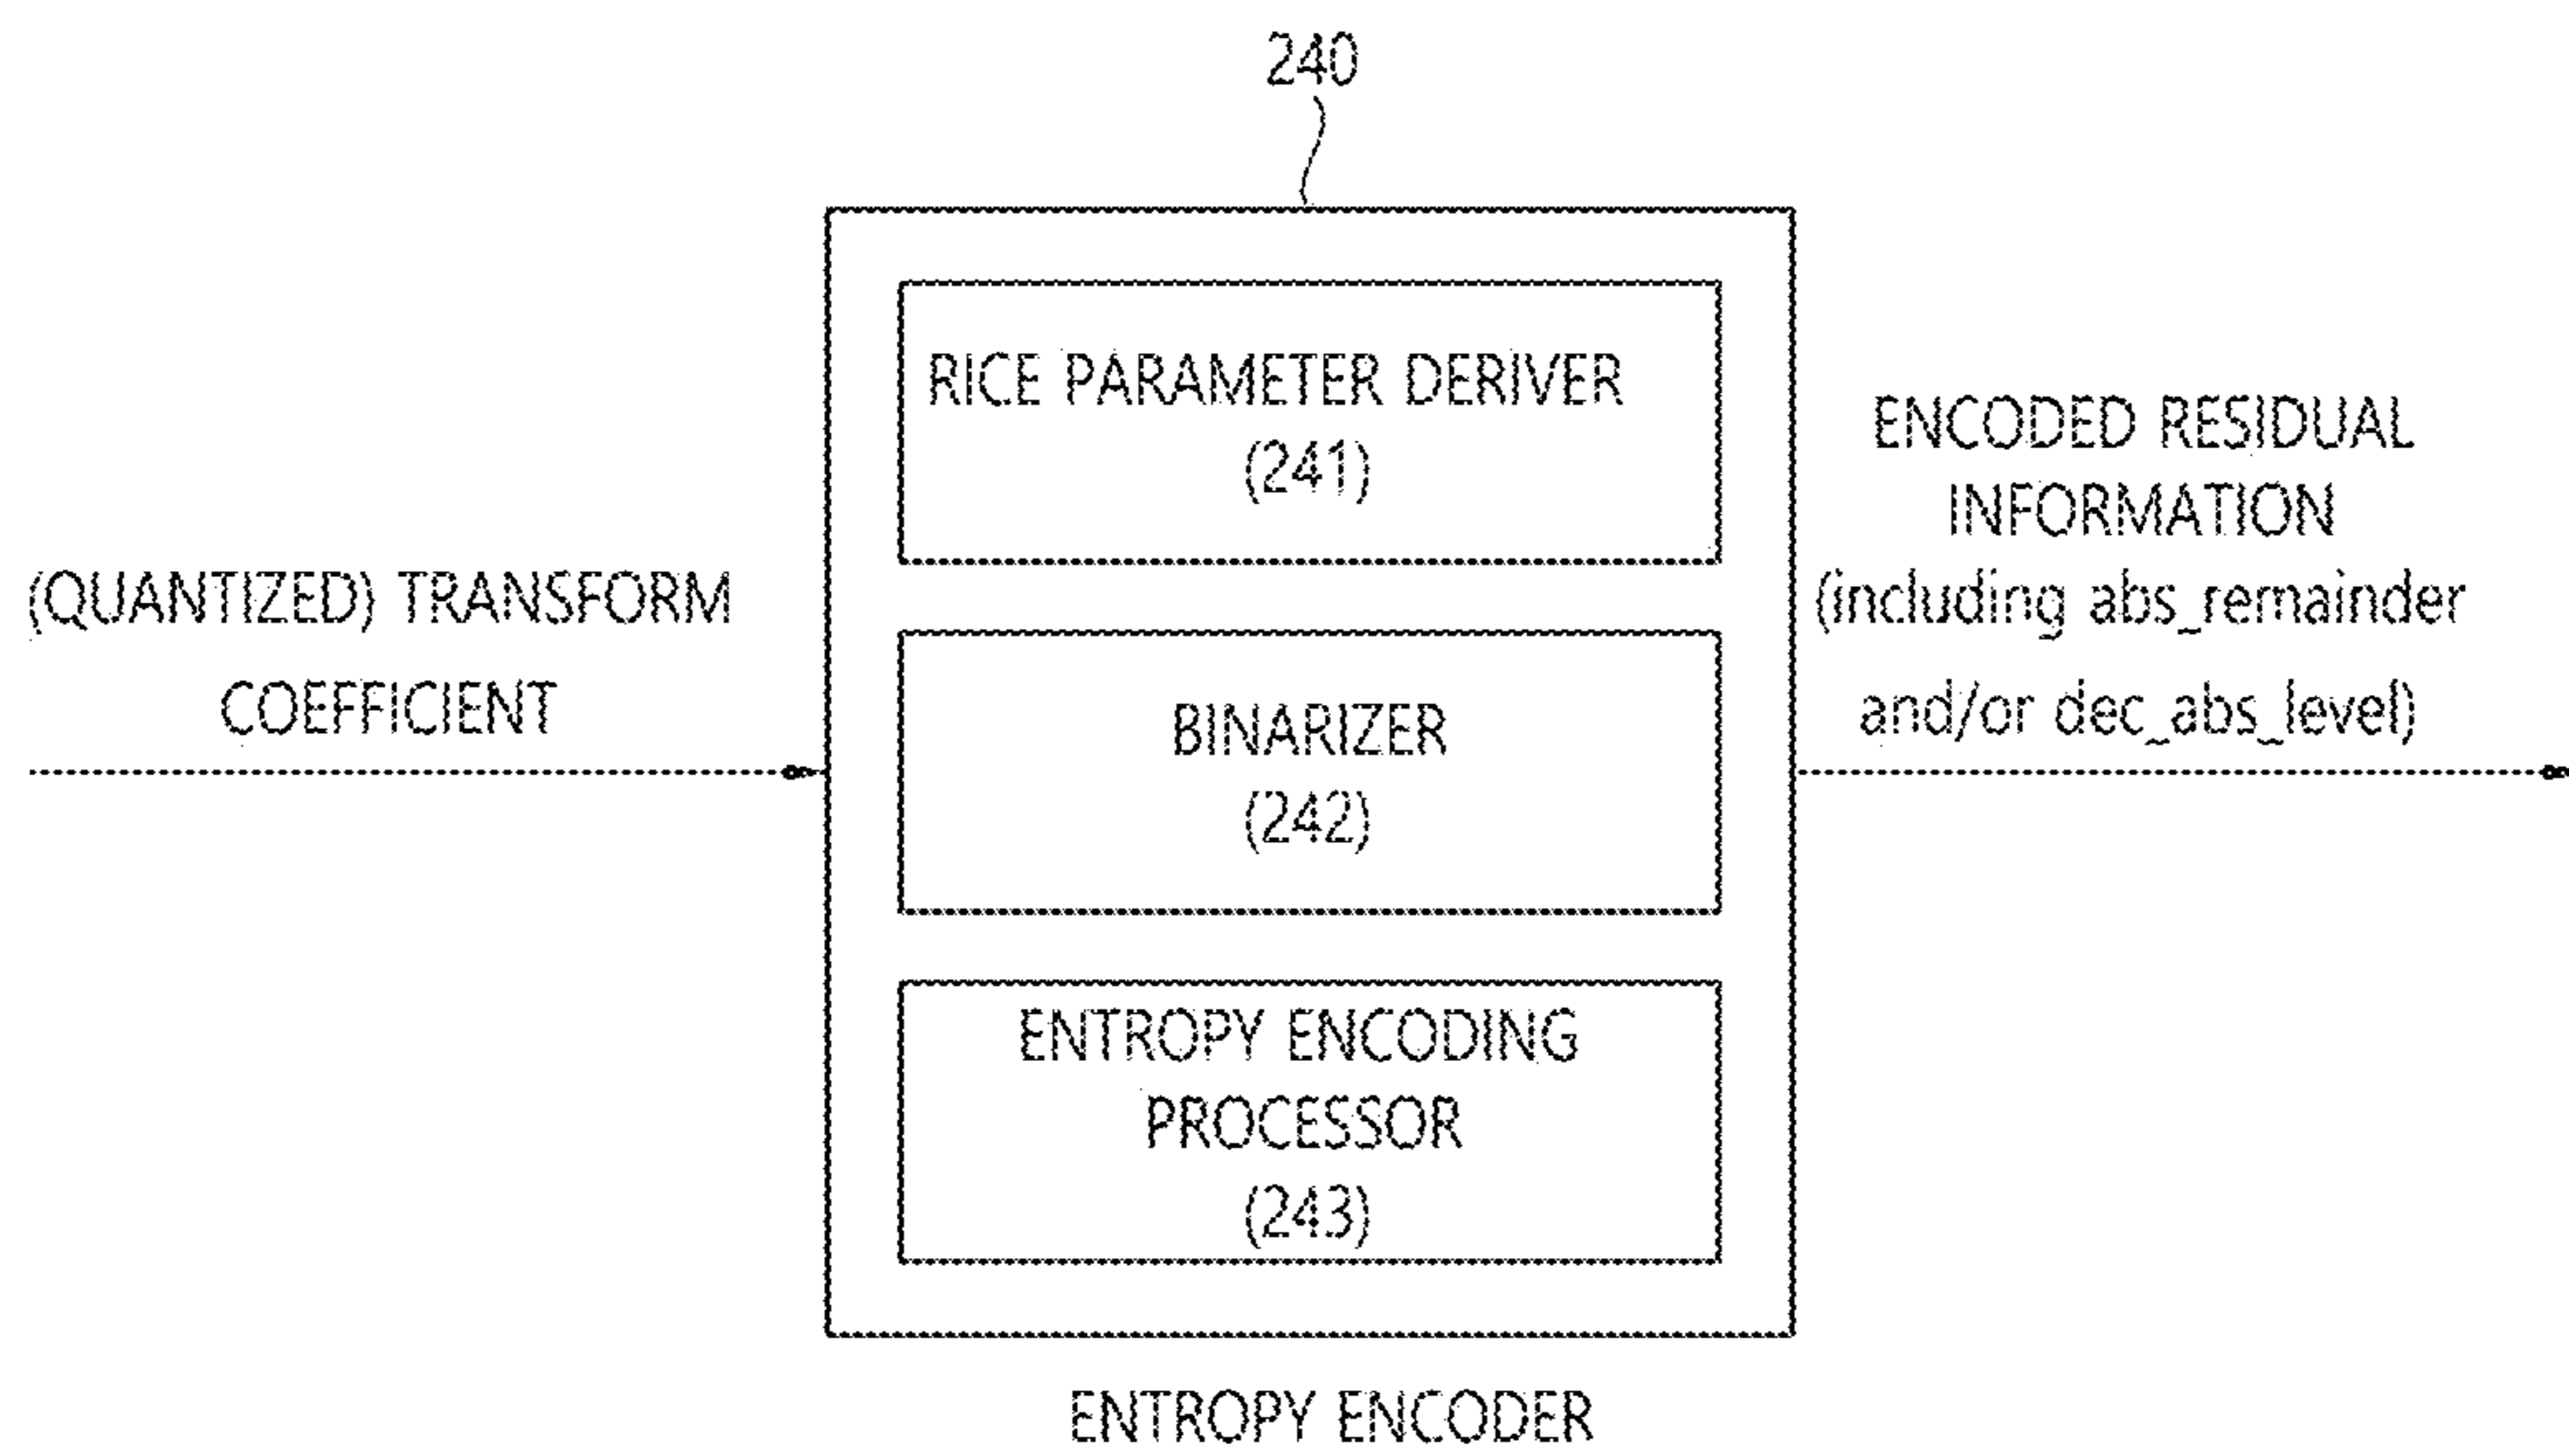 240
RICE PARAMETER DERIVER
(241)
(QUANTIZED) TRANSFORM
COEFFICIENT
BINARIZER
(242)
ENTROPY ENCODING
PROCESSOR
(243)
ENCODED RESIDUAL
INFORMATION
(including abs_remainder
and/or dec_abs_level)
ENTROPY ENCODER